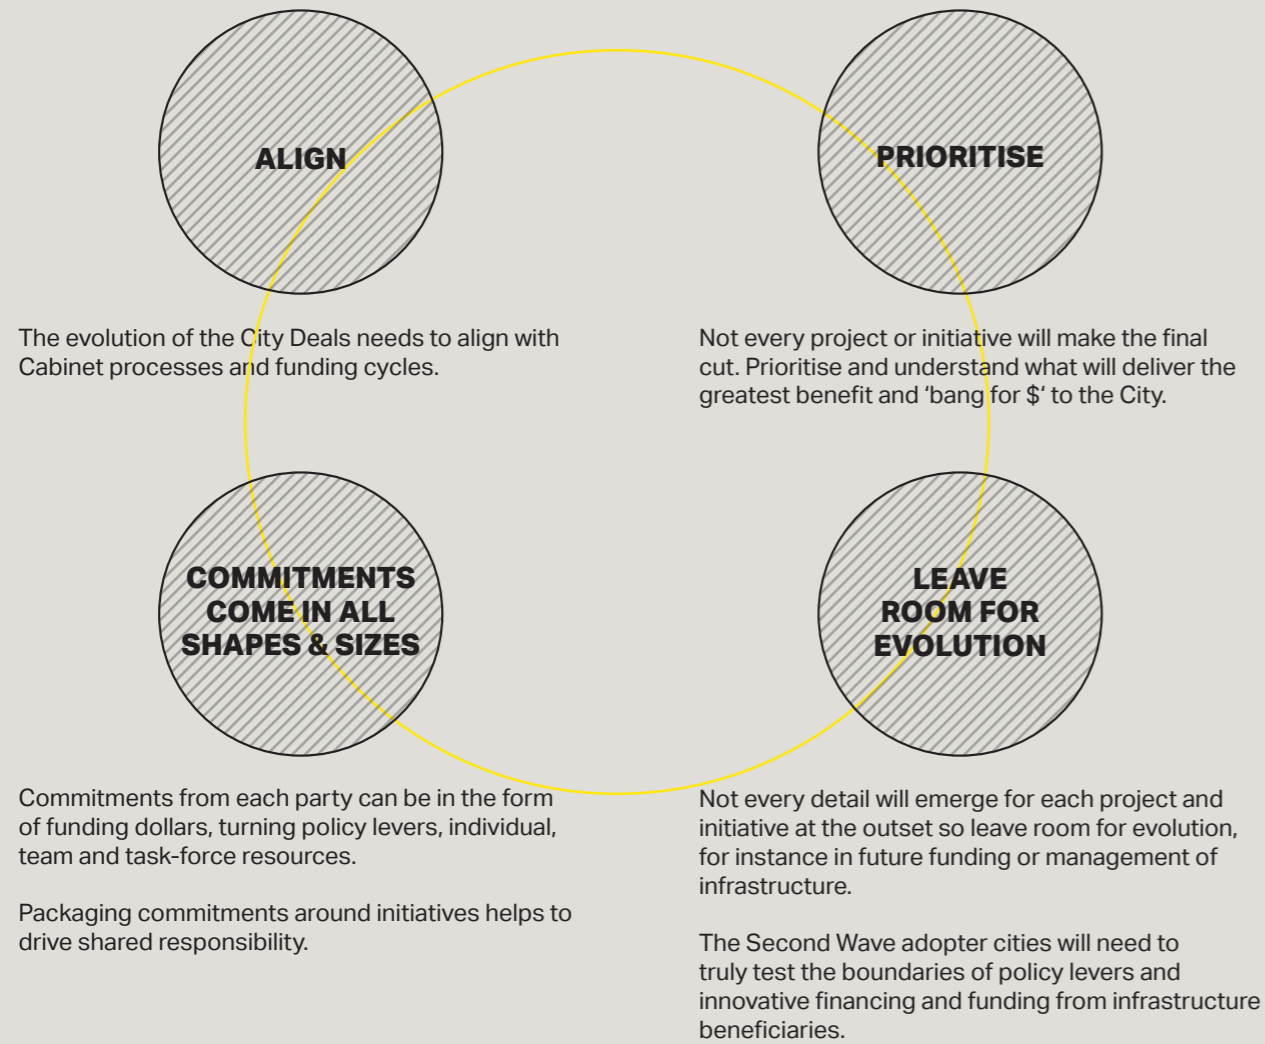 ALIGN
The evolution of the City Deals needs to align with
Cabinet processes and funding cycles.
PRIORITISE
Not every project or initiative will make the final
cut. Prioritise and understand what will deliver the
greatest benefit and ‘bang for $‘ to the City.
COMMITMENTS
COME IN ALL
SHAPES & SIZES
Commitments from each party can be in the form
of funding dollars, turning policy levers, individual,
team and task-force resources.
Packaging commitments around initiatives helps to
drive shared responsibility.
LEAVE
ROOM FOR
EVOLUTION
Not every detail will emerge for each project and
initiative at the outset so leave room for evolution,
for instance in future funding or management of
infrastructure.
The Second Wave adopter cities will need to
truly test the boundaries of policy levers and
innovative financing and funding from infrastructure
beneficiaries.